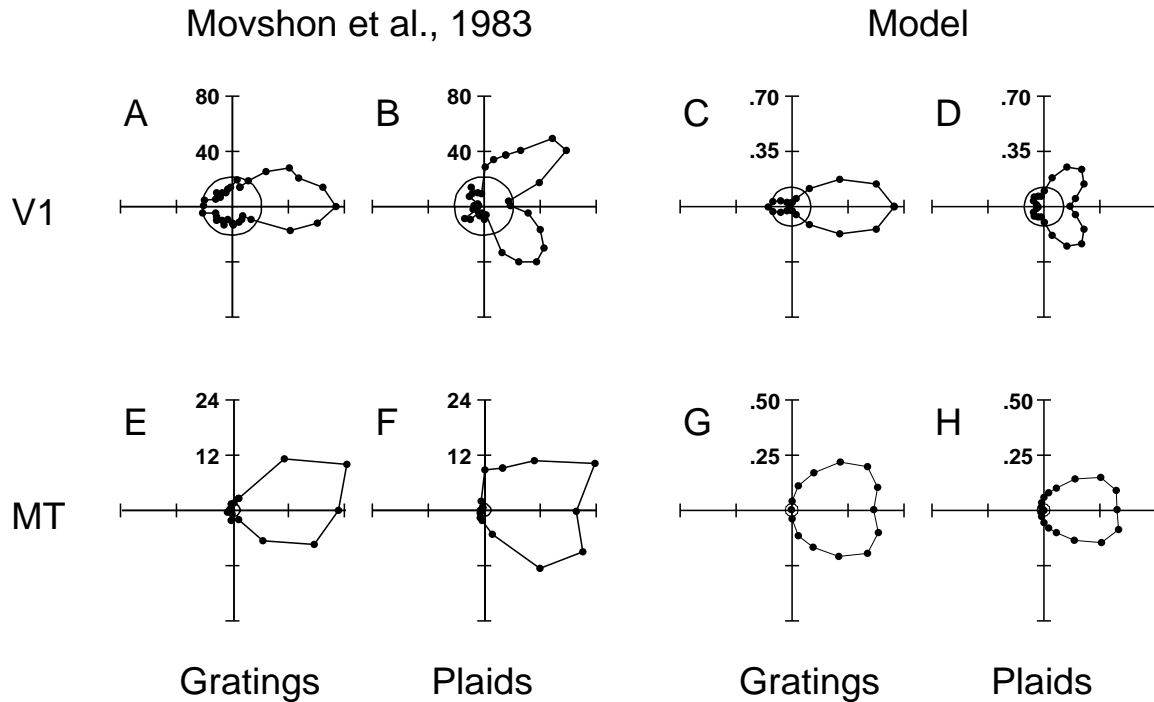 Movshon et al., 1983 Model
A 80 40 B 80 40 C .70 .35 D .70 .35
V1
E 24 12 F 24 12 G .50 .25 H .50 .25
MT
Gratings Plaids Gratings Plaids